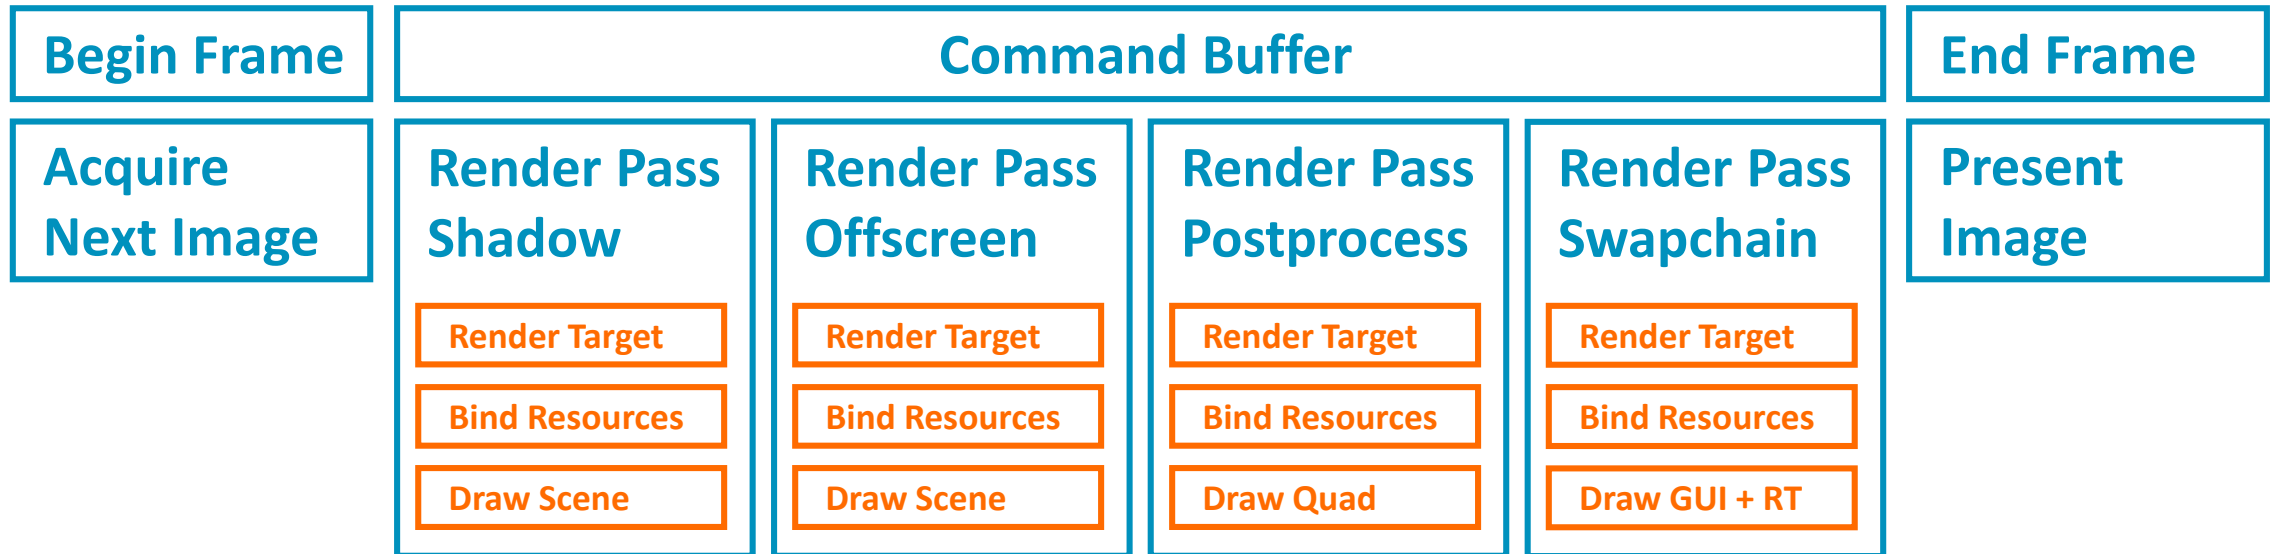 Begin Frame
Command Buffer
End Frame
Acquire
Next Image
Render Pass
Shadow
Render Target
Bind Resources
Draw Scene
Render Pass
Offscreen
Render Target
Bind Resources
Draw Scene
Render Pass
Postprocess
Render Target
Bind Resources
Draw Quad
Render Pass
Swapchain
Render Target
Bind Resources
Draw GUI + RT
Present
Image